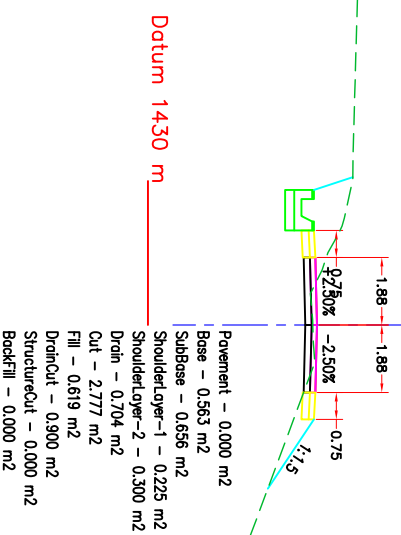 Datum 1430 m
1.88
1.88
0.75
+2.50%
-2.50%
0.75
1:1.5
Pavement - 0.000 m2
Base - 0.563 m2
SubBase - 0.656 m2
ShoulderLayer-1 - 0.225 m2
ShoulderLayer-2 - 0.300 m2
Drain - 0.704 m2
Cut - 2.777 m2
Fill - 0.619 m2
DrainCut - 0.900 m2
StructureCut - 0.000 m2
BackFill - 0.000 m2